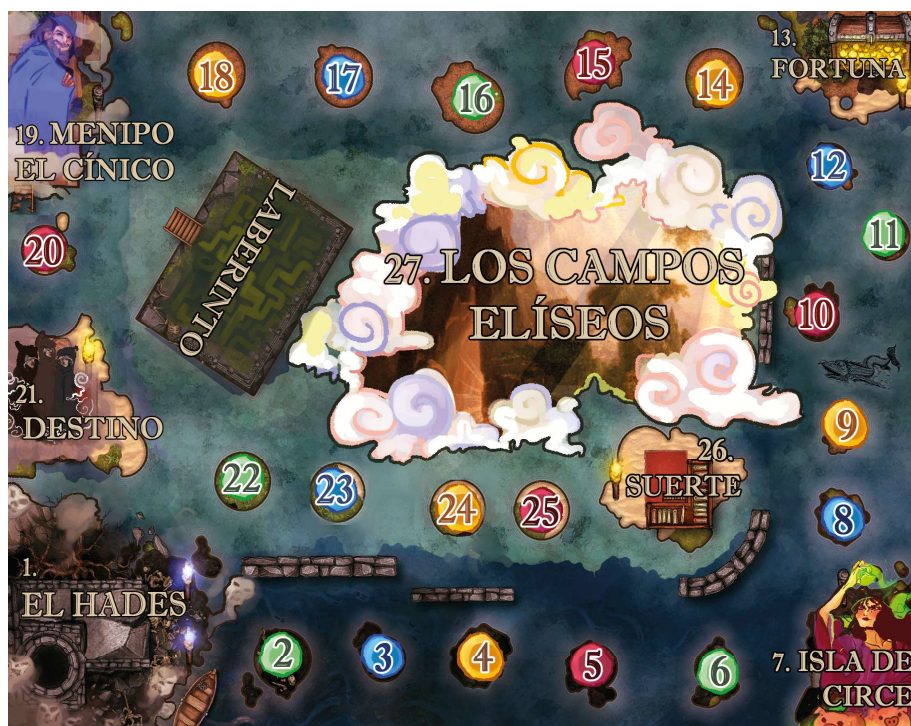 18
17
16
15
14
13.
FORTUNA
19. MENIPO
EL CÍNICO
12
11
20
LABERINTO
27. LOS CAMPOS
ELÍSEOS
10
21.
DESTINO
9
22
23
24
25
26.
SUERTE
8
1.
EL HADES
2
3
4
5
6
7. ISLA DE
CIRCE